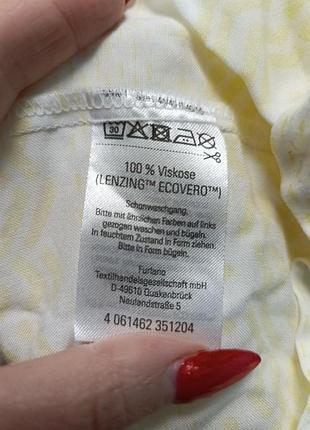 30
100 % Viskose
(LENZING™ ECOVERO™)
Schonwaschgang.
Bitte mit ähnlichen Farben auf links
gezogen waschen und bügeln.
In feuchtem Zustand in Form ziehen.
Bitte in Form bügeln.
Furlano
Textilhandelsgesellschaft mbH
D-49610 Quakenbrück
Neulandstraße 5
4 061462 351204